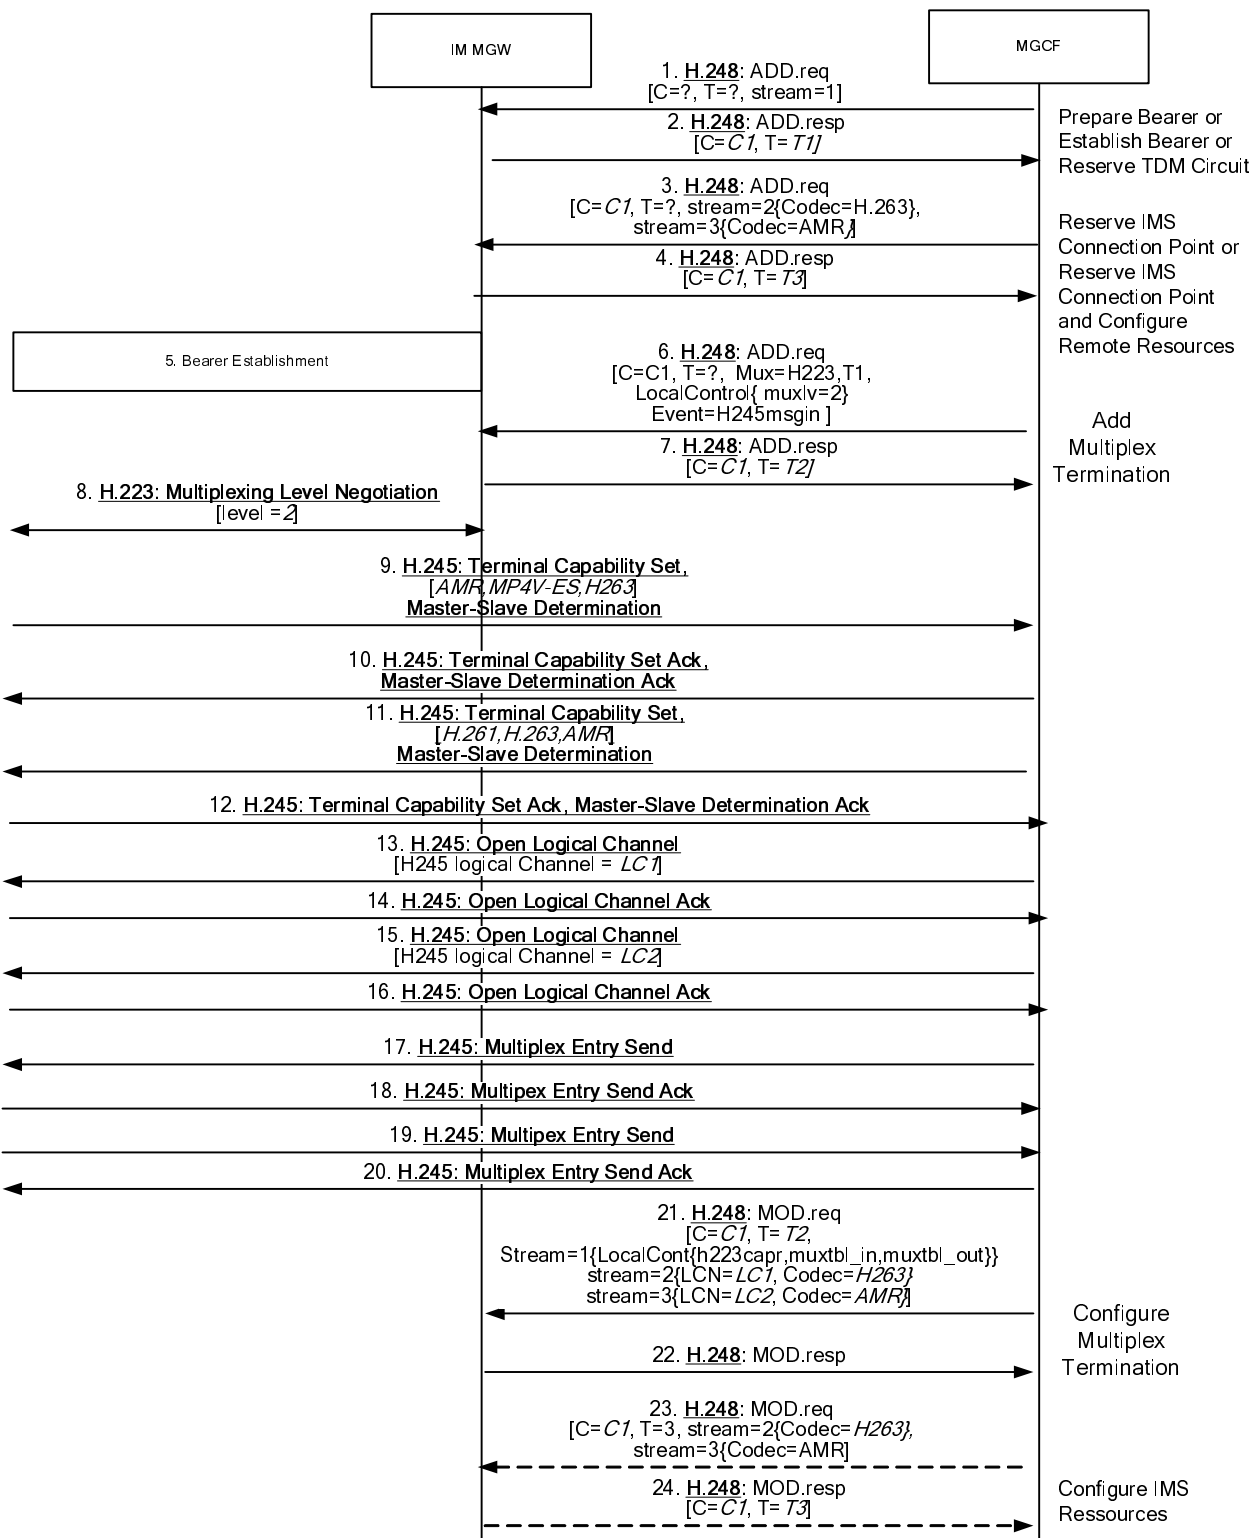 IM MGW
MGCF
1. H.248: ADD.req
[C=?, T=?, stream=1]
2. H.248: ADD.resp
[C=C1, T=T1]
Prepare Bearer or
Establish Bearer or
Reserve TDM Circuit
3. H.248: ADD.req
[C=C1, T=?, stream=2{Codec=H.263},
stream=3{Codec=AMR}]
4. H.248: ADD.resp
[C=C1, T=T3]
Reserve IMS
Connection Point or
Reserve IMS
Connection Point
and Configure
Remote Resources
5. Bearer Establishment
6. H.248: ADD.req
[C=C1, T=?, Mux=H223,T1,
LocalControl{ muxlv=2}
Event=H245msgin ]
7. H.248: ADD.resp
[C=C1, T=T2]
Add
Multiplex
Termination
8. H.223: Multiplexing Level Negotiation
[level =2]
9. H.245: Terminal Capability Set,
[AMR,MP4V-ES,H263]
Master-Slave Determination
10. H.245: Terminal Capability Set Ack,
Master-Slave Determination Ack
11. H.245: Terminal Capability Set,
[H.261,H.263,AMR]
Master-Slave Determination
12. H.245: Terminal Capability Set Ack, Master-Slave Determination Ack
13. H.245: Open Logical Channel
[H245 logical Channel = LC1]
14. H.245: Open Logical Channel Ack
15. H.245: Open Logical Channel
[H245 logical Channel = LC2]
16. H.245: Open Logical Channel Ack
17. H.245: Multiplex Entry Send
18. H.245: Multipex Entry Send Ack
19. H.245: Multipex Entry Send
20. H.245: Multiplex Entry Send Ack
21. H.248: MOD.req
[C=C1, T=T2,
Stream=1{LocalCont{h223capr,muxtbl_in,muxtbl_out}}
stream=2{LCN=LC1, Codec=H263}
stream=3{LCN=LC2, Codec=AMR}]
22. H.248: MOD.resp
Configure
Multiplex
Termination
23. H.248: MOD.req
[C=C1, T=3, stream=2{Codec=H263},
stream=3{Codec=AMR]
24. H.248: MOD.resp
[C=C1, T=T3]
Configure IMS
Ressources